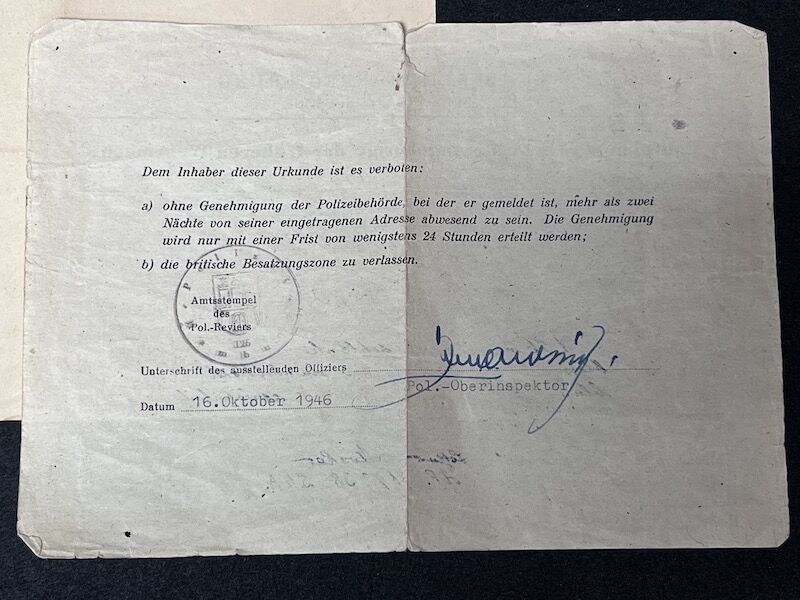 Dem Inhaber dieser Urkunde ist es verboten:
a) ohne Genehmigung der Polizeibehörde, bei der er gemeldet ist, mehr als zwei
Nächte von seiner eingetragenen Adresse abwesend zu sein. Die Genehmigung
wird nur mit einer Frist von wenigstens 24 Stunden erteilt werden;
b) die britische Besatzungszone zu verlassen.
Amtsstempel
des
Pol.-Reviers
Unterschrift des ausstellenden Offiziers
Pol.-Oberinspektor
Datum 16.Oktober 1946